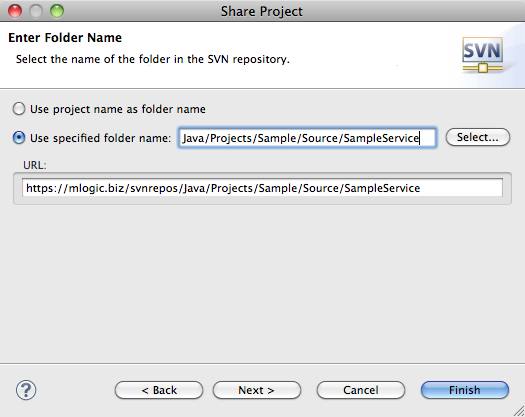 Share Project
Enter Folder Name
Select the name of the folder in the SVN repository.
SVN
Use project name as folder name
Use specified folder name: Java/Projects/Sample/Source/SampleService Select...
URL:
https://mlogic.biz/svnrepos/Java/Projects/Sample/Source/SampleService
? < Back Next > Cancel Finish